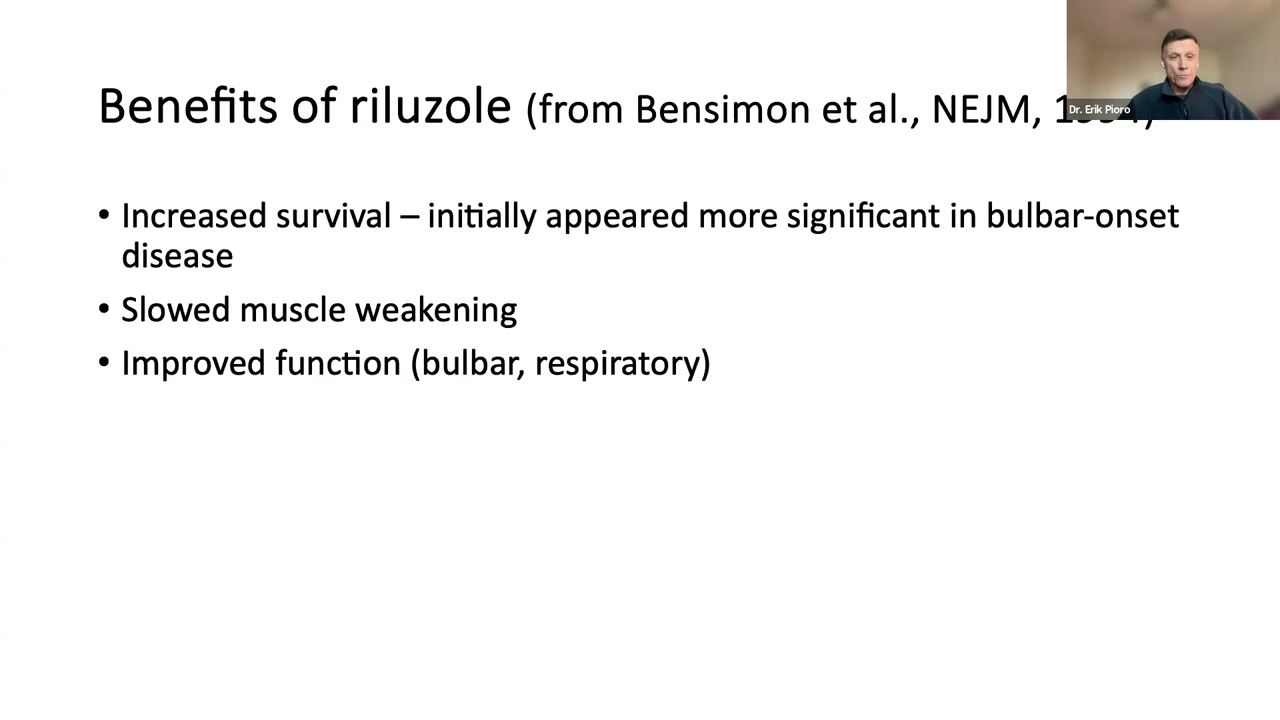 Benefits of riluzole (from Bensimon et al., NEJM,
Dr. Erik Pioro
• Increased survival – initially appeared more significant in bulbar-onset
disease
• Slowed muscle weakening
• Improved function (bulbar, respiratory)